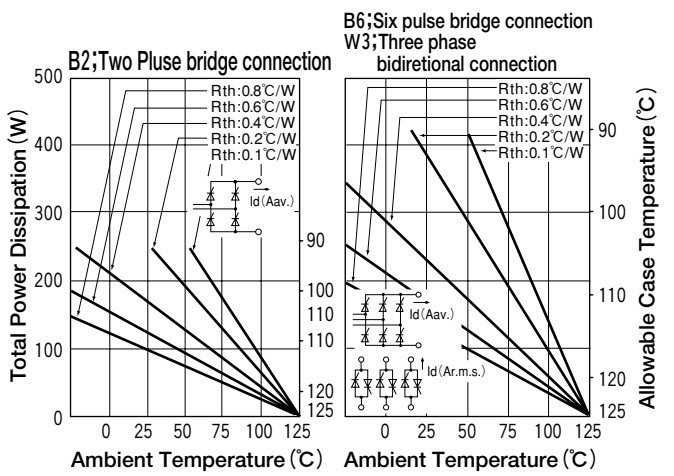 B2;Two Pluse bridge connection
500
400
300
200
100
0
Total Power Dissipation (W)
Rth:0.8℃/W
Rth:0.6℃/W
Rth:0.4℃/W
Rth:0.2℃/W
Rth:0.1℃/W
Id(Aav.)
90
100
110
110
120
125
0 25 50 75 100 125
Ambient Temperature (℃)
B6;Six pulse bridge connection
W3;Three phase
bidiretional connection
Rth:0.8℃/W
Rth:0.6℃/W
Rth:0.4℃/W
Rth:0.2℃/W
Rth:0.1℃/W
Id(Aav.)
Id(Ar.m.s.)
90
100
110
120
125
Allowable Case Temperature (℃)
0 25 50 75 100 125
Ambient Temperature (℃)